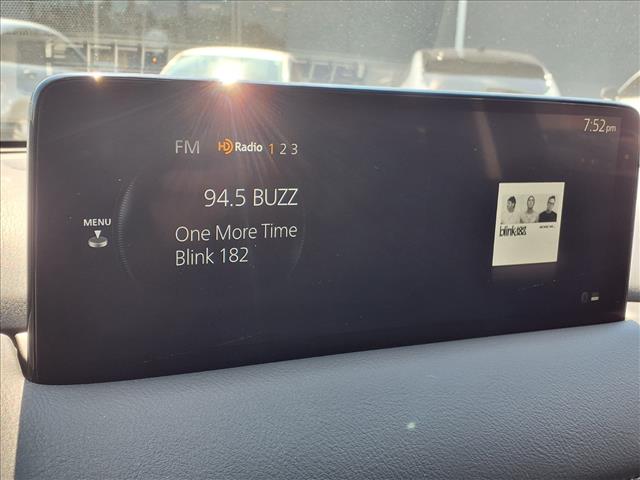 7:52pm
FM HD Radio 1 2 3
94.5 BUZZ
MENU
One More Time
Blink 182
blink-182